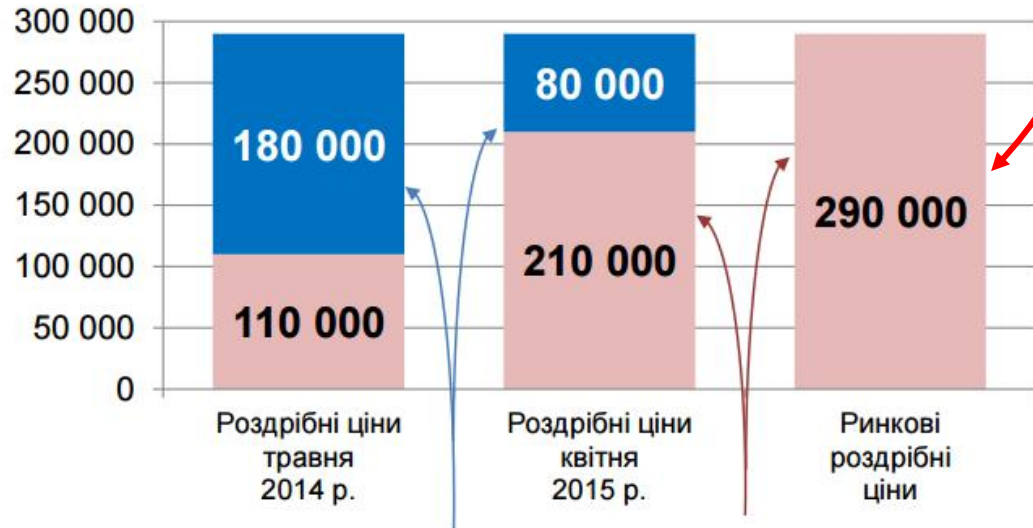 300 000
250 000
200 000
150 000
100 000
50 000
0
180 000
110 000
80 000
210 000
290 000
Роздрібні ціни
травня
2014 р.
Роздрібні ціни
квітня
2015 р.
Ринкові
роздрібні
ціни